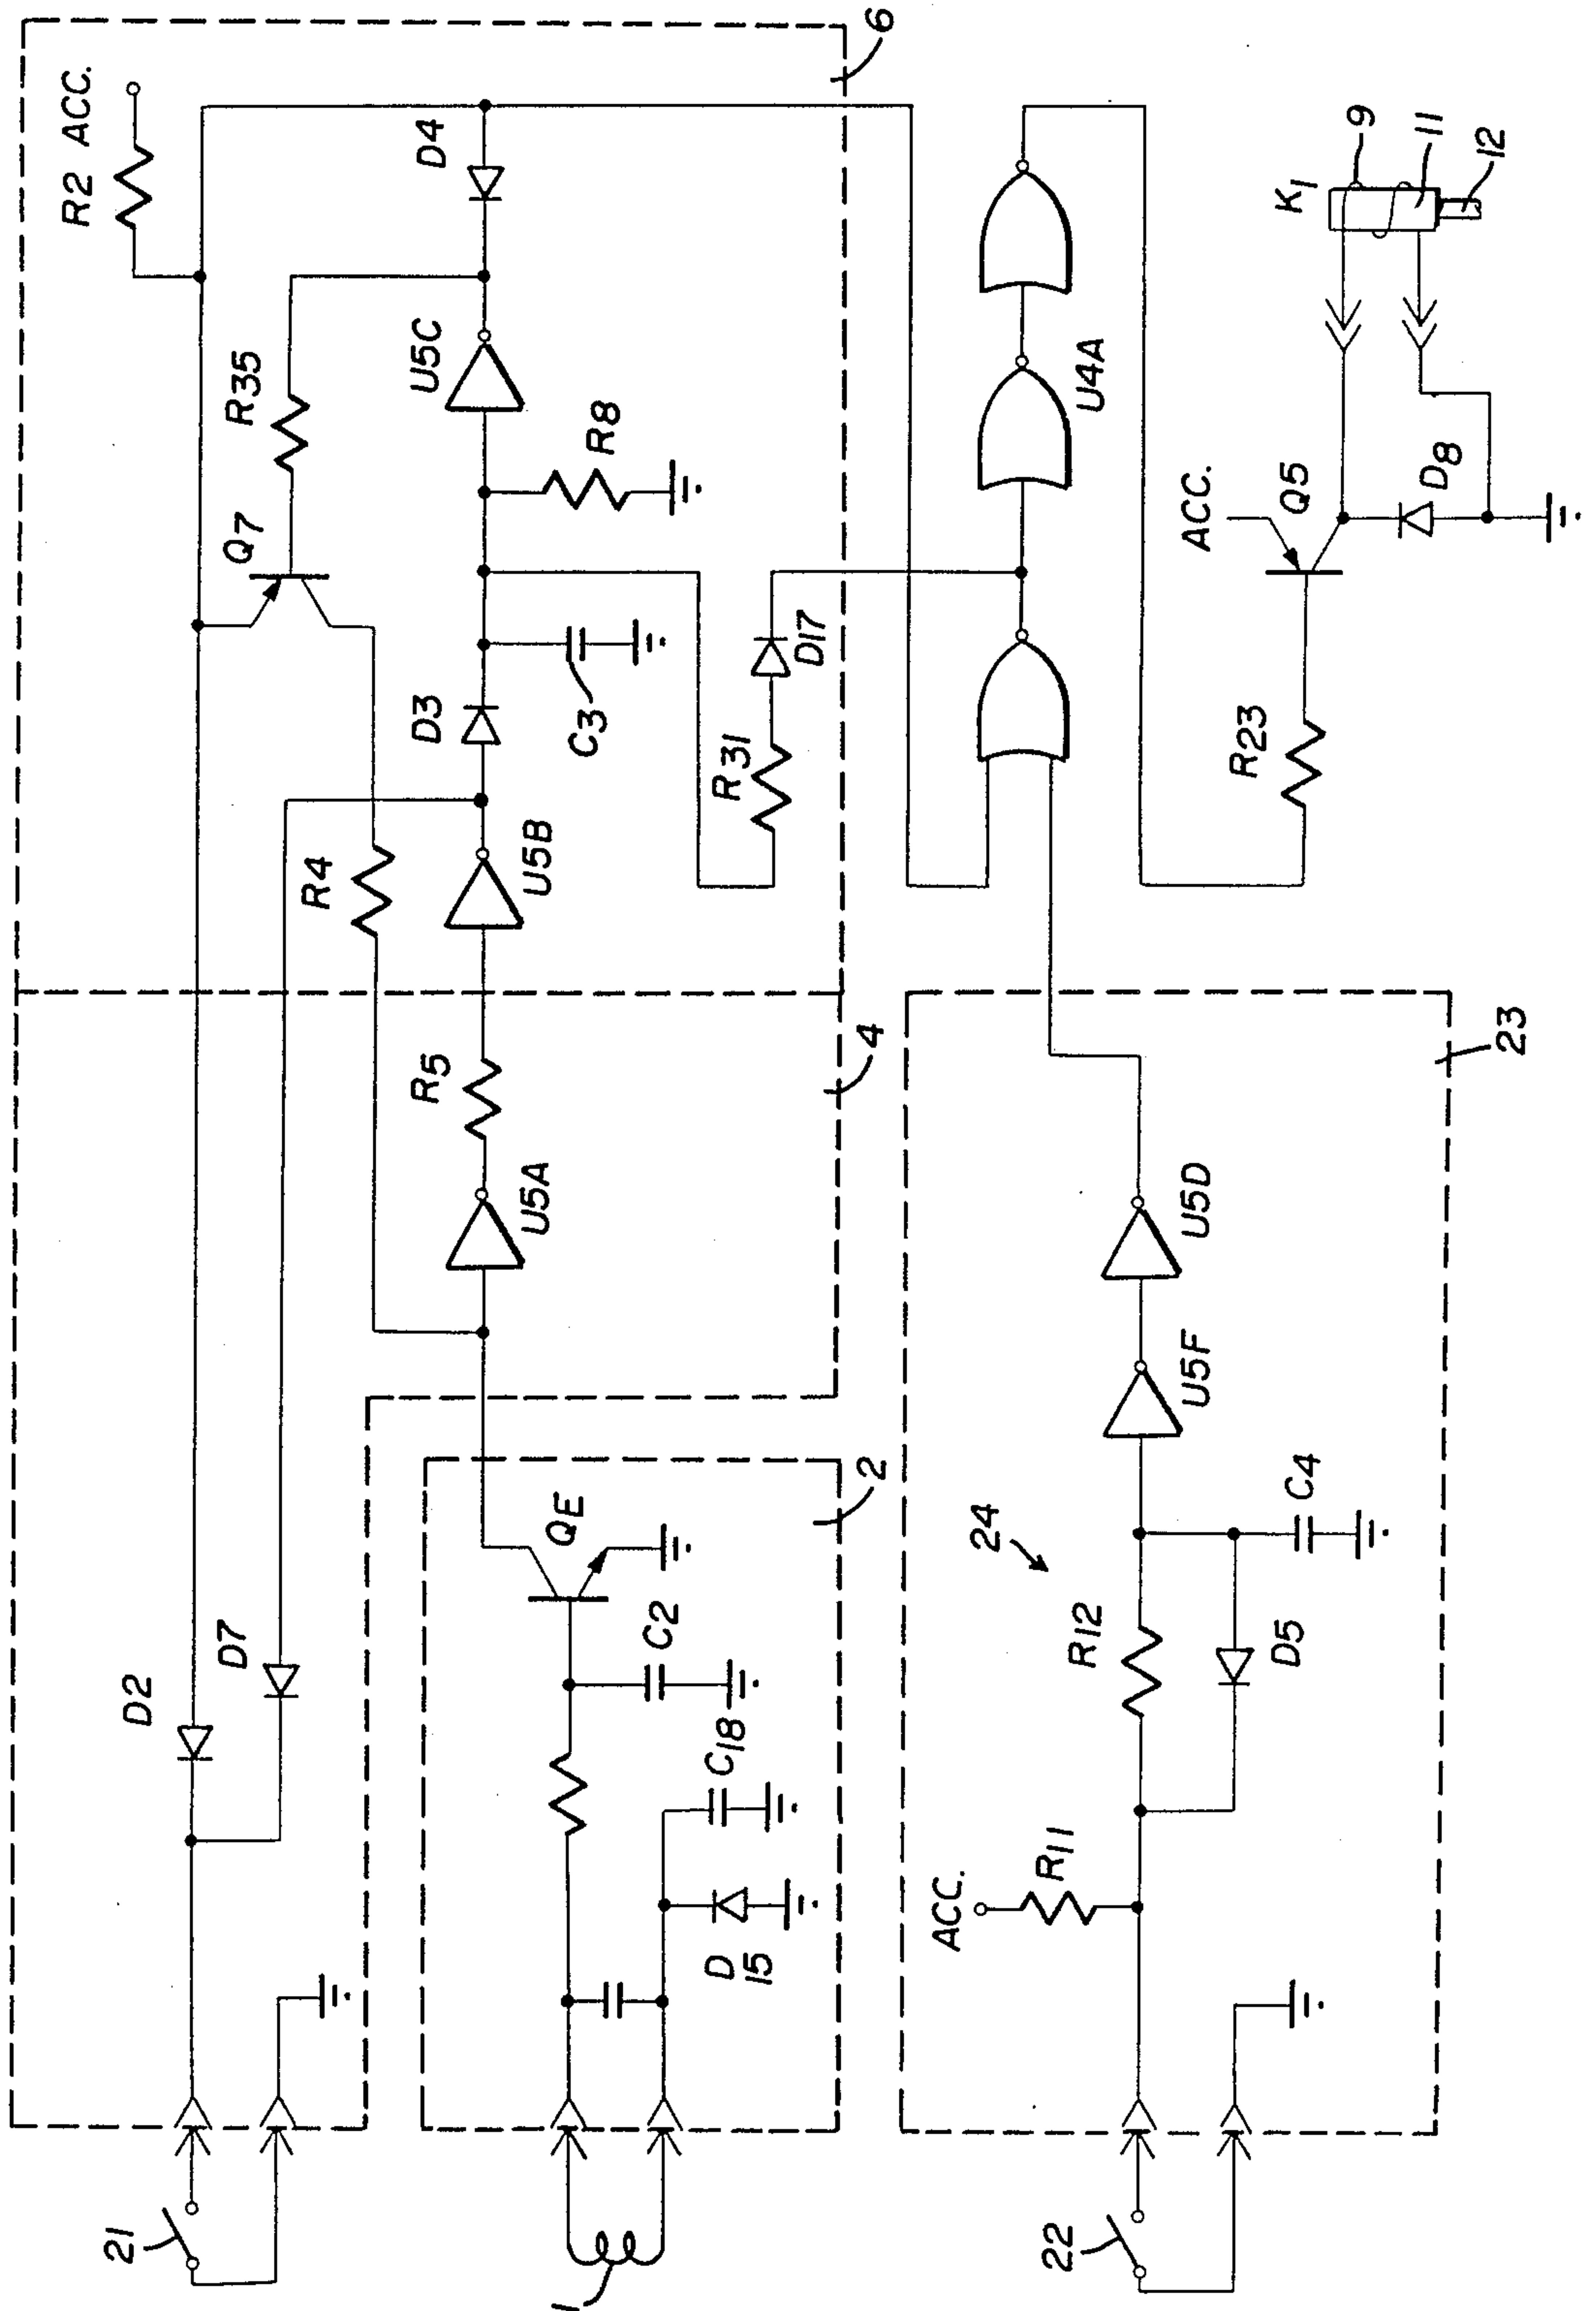 21
D2
D7
R2 ACC.
Q7
R35
D4
R4
U5B
D3
C3
U5C
R8
R5
U5A
R31
D17
6
4
QE
C2
C18
D15
2
1
U4A
ACC.
Q5
D8
R23
K1
9
11
12
ACC.
R11
R12
D5
24
C4
U5F
U5D
23
22